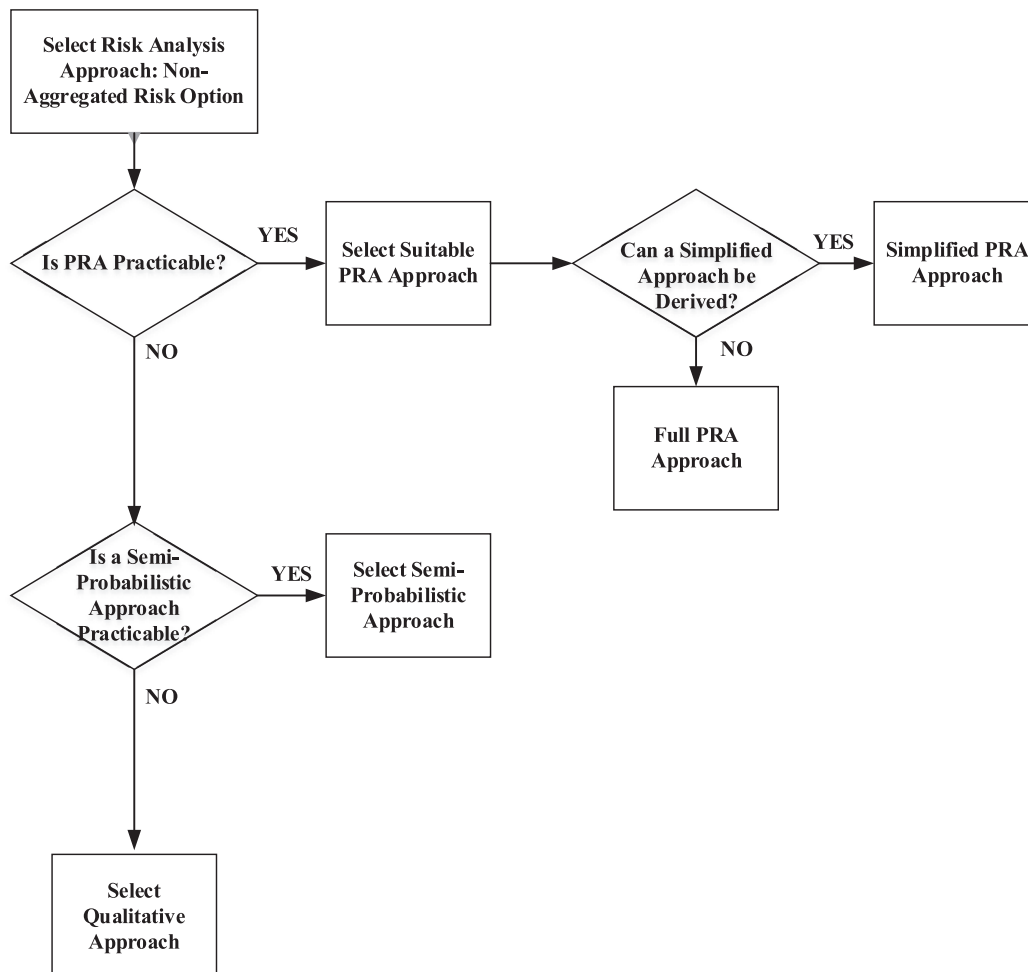 Select Risk Analysis
Approach: Non-
Aggregated Risk Option
Is PRA Practicable?
YES
Select Suitable
PRA Approach
Can a Simplified
Approach be
Derived?
YES
Simplified PRA
Approach
NO
NO
Full PRA
Approach
Is a Semi-
Probabilistic
Approach
Practicable?
YES
Select Semi-
Probabilistic
Approach
NO
Select
Qualitative
Approach